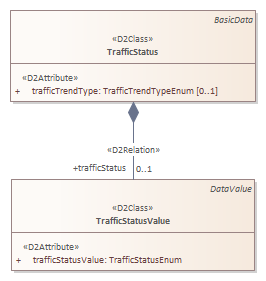 BasicData
«D2Class»
TrafficStatus
«D2Attribute»
+ trafficTrendType: TrafficTrendTypeEnum [0..1]
«D2Relation»
+trafficStatus 0..1
DataValue
«D2Class»
TrafficStatusValue
«D2Attribute»
+ trafficStatusValue: TrafficStatusEnum